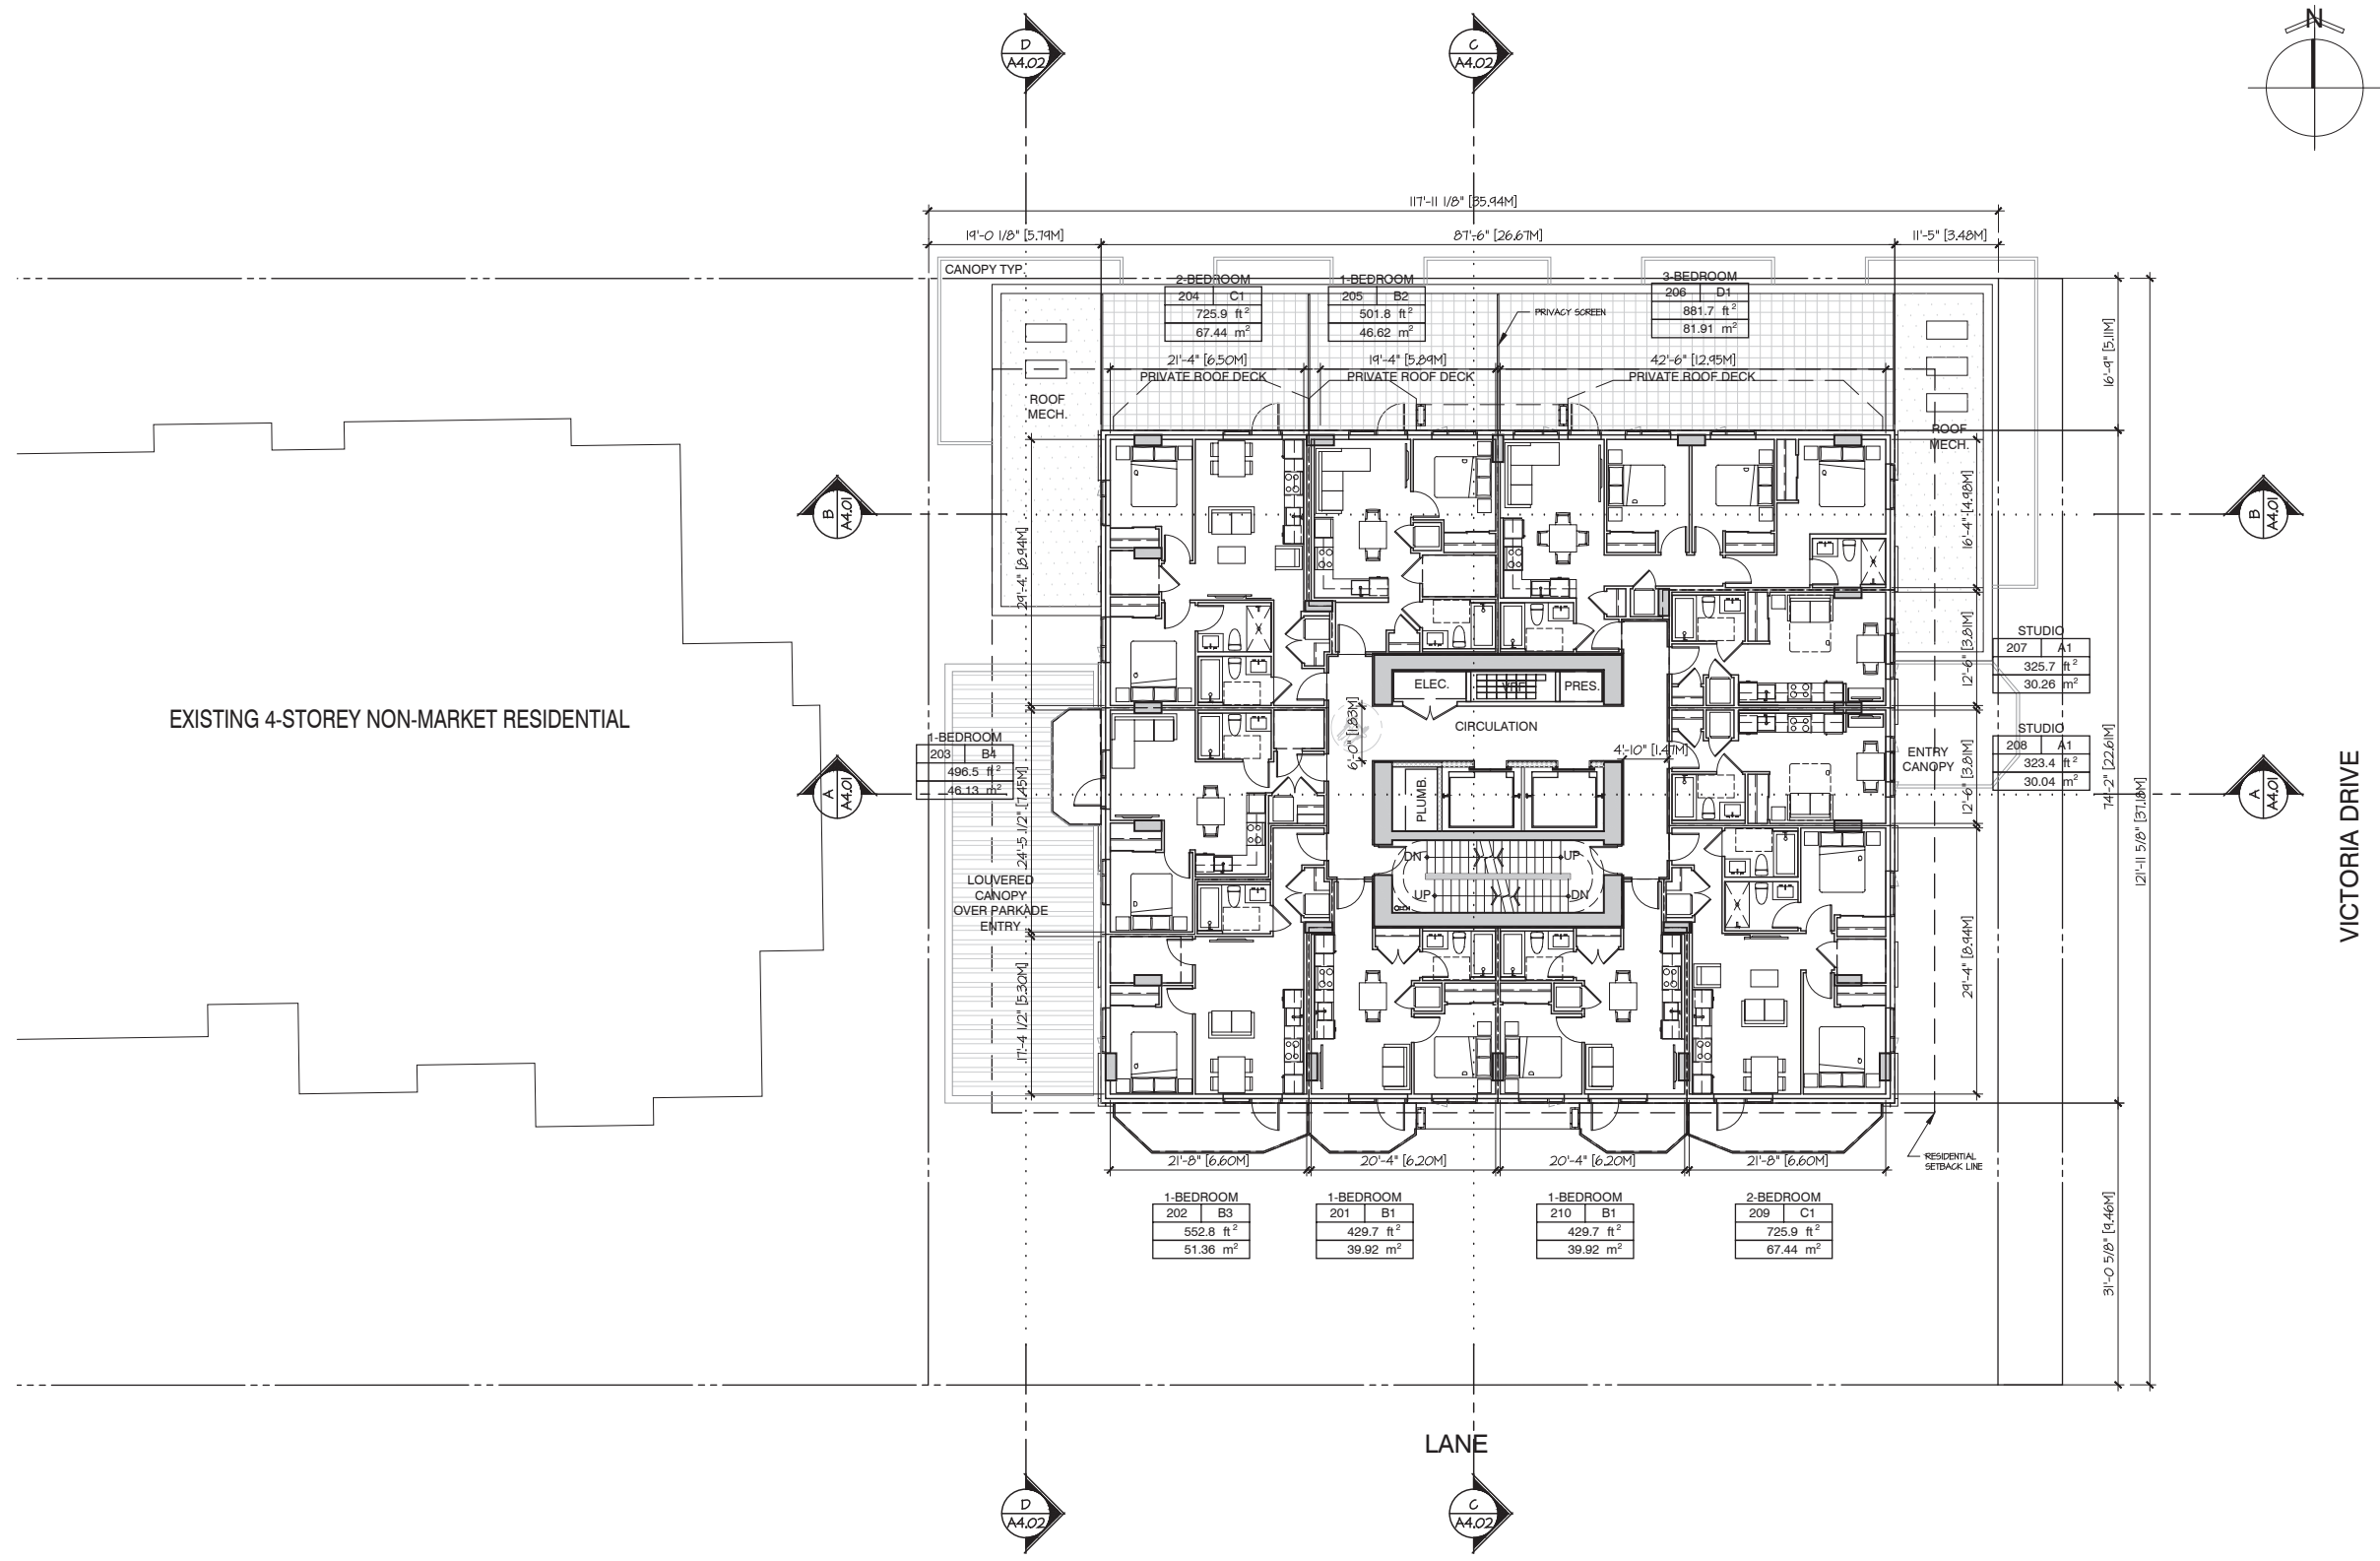 N
D
A4.02
C
A4.02
117'-11 1/8" [35.94M]
19'-0 1/8" [5.79M]
87'-6" [26.67M]
11'-5" [3.48M]
CANOPY TYP.
2-BEDROOM
204 C1
725.9 ft²
67.44 m²
1-BEDROOM
205 B2
501.8 ft²
46.62 m²
3-BEDROOM
206 D1
881.7 ft²
81.91 m²
PRIVACY SCREEN
21'-4" [6.50M]
19'-4" [5.89M]
42'-6" [12.95M]
PRIVATE ROOF DECK
PRIVATE ROOF DECK
PRIVATE ROOF DECK
16'-9" [5.11M]
ROOF
MECH.
ROOF
MECH.
B
A4.01
B
A4.01
29'-4" [8.94M]
16'-4" [4.98M]
12'-6" [3.81M]
STUDIO
207 A1
325.7 ft²
30.26 m²
EXISTING 4-STOREY NON-MARKET RESIDENTIAL
ELEC.
PRES.
CIRCULATION
6'-0" [1.83M]
4'-10" [1.47M]
1-BEDROOM
203 B4
496.5 ft²
46.13 m²
STUDIO
208 A1
323.4 ft²
30.04 m²
ENTRY
CANOPY
A
A4.01
A
A4.01
PLUMB.
12'-6" [3.81M]
74'-2" [22.61M]
121'-11 5/8" [37.18M]
VICTORIA DRIVE
24'-5 1/2" [7.45M]
DN
UP
UP
DN
LOUVERED
CANOPY
OVER PARKADE
ENTRY
17'-4 1/2" [5.30M]
29'-4" [8.94M]
21'-8" [6.60M]
20'-4" [6.20M]
20'-4" [6.20M]
21'-8" [6.60M]
RESIDENTIAL
SETBACK LINE
1-BEDROOM
202 B3
552.8 ft²
51.36 m²
1-BEDROOM
201 B1
429.7 ft²
39.92 m²
1-BEDROOM
210 B1
429.7 ft²
39.92 m²
2-BEDROOM
209 C1
725.9 ft²
67.44 m²
31'-0 5/8" [9.46M]
LANE
D
A4.02
C
A4.02